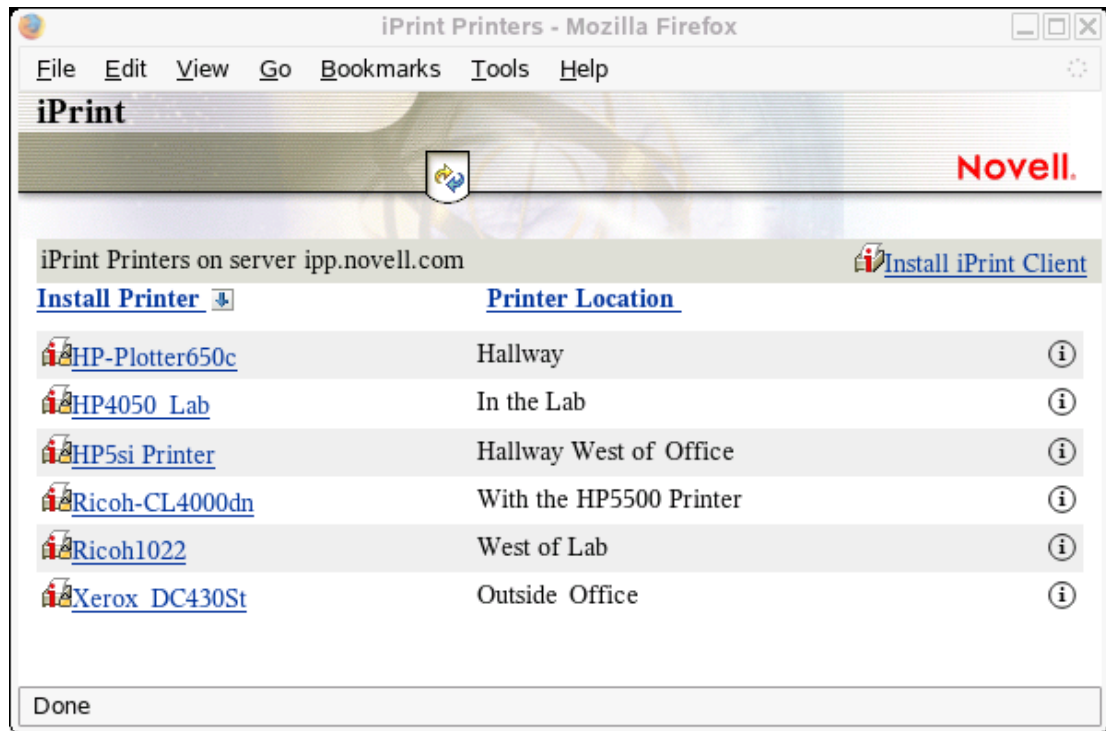 iPrint Printers - Mozilla Firefox
File Edit View Go Bookmarks Tools Help
iPrint
Novell.
iPrint Printers on server ipp.novell.com Install iPrint Client
Install Printer Printer Location
HP-Plotter650c Hallway
HP4050_Lab In the Lab
HP5si Printer Hallway West of Office
Ricoh-CL4000dn With the HP5500 Printer
Ricoh1022 West of Lab
Xerox_DC430St Outside Office
Done